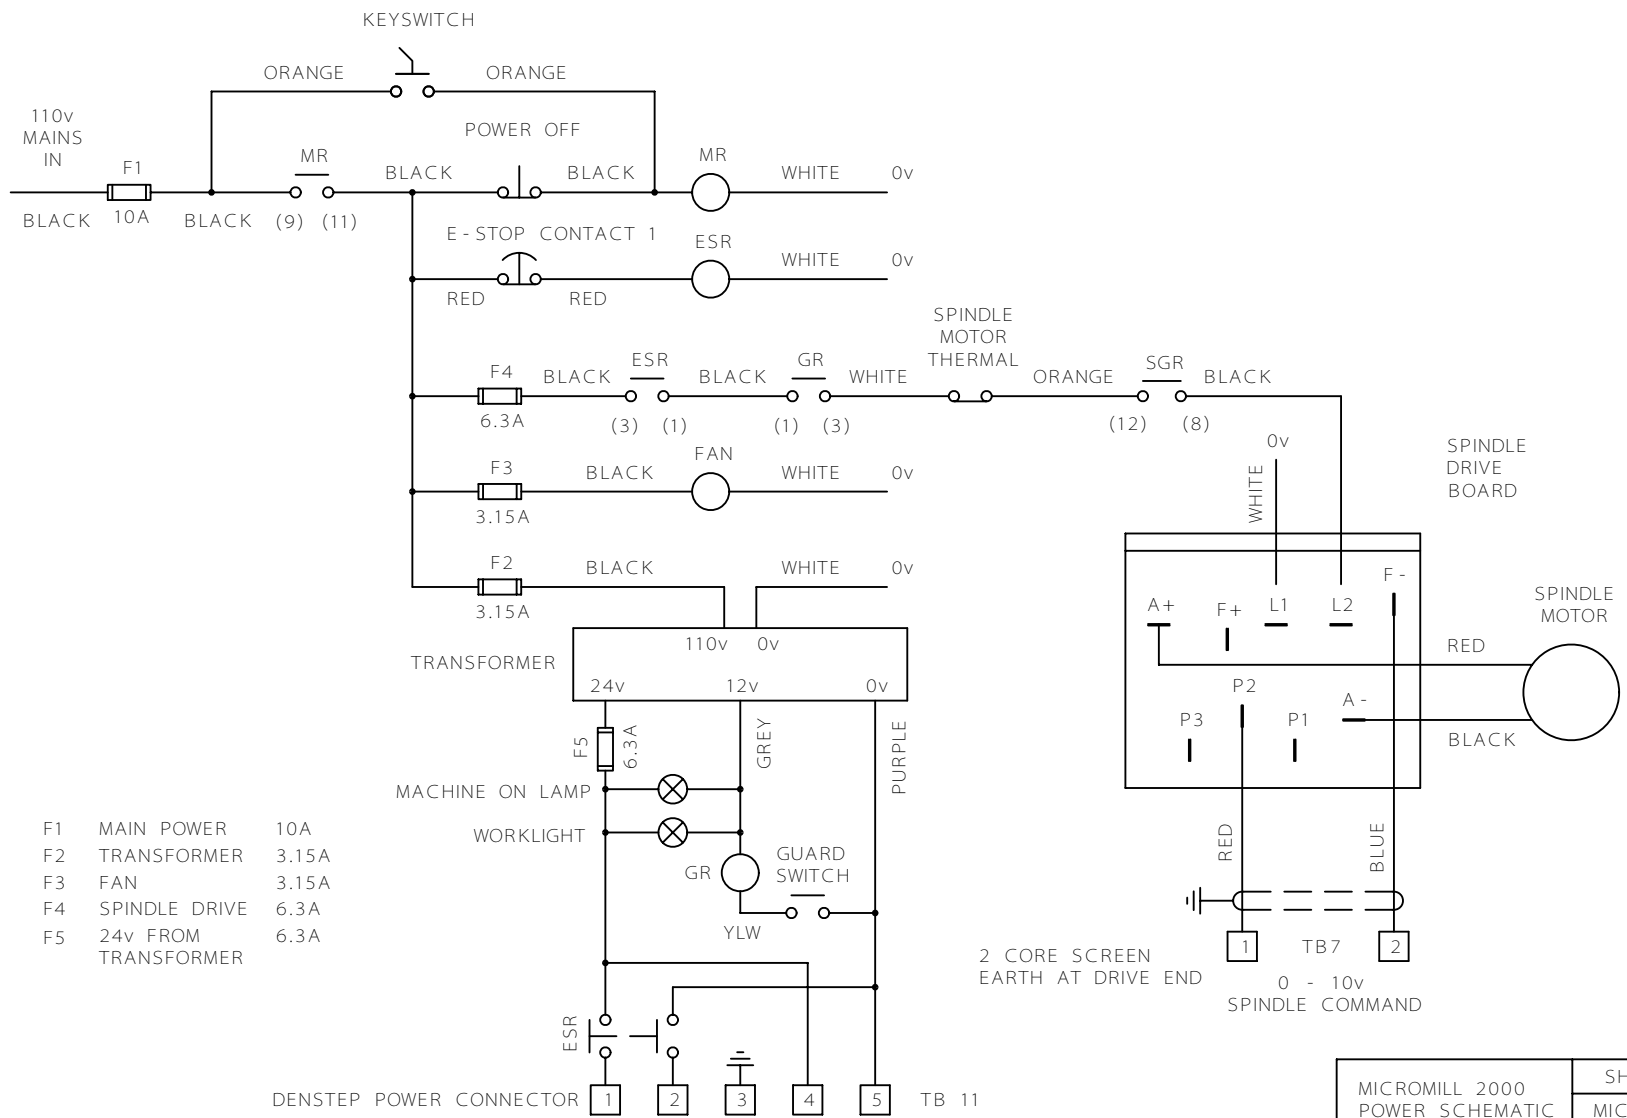 KEYSWITCH
ORANGE ORANGE
110v
MAINS
IN
POWER OFF
F1
MR
BLACK
BLACK
MR
WHITE 0v
BLACK
10A
BLACK
(9) (11)
E-STOP CONTACT 1
ESR
WHITE 0v
RED RED
SPINDLE
MOTOR
THERMAL
F4
BLACK
ESR
BLACK
GR
WHITE
ORANGE
SGR
BLACK
6.3A
(3) (1)
(1) (3)
(12) (8)
F3
BLACK
FAN
WHITE 0v
3.15A
0v
WHITE
SPINDLE
DRIVE
BOARD
F2
BLACK
WHITE 0v
3.15A
110v 0v
TRANSFORMER
24v 12v 0v
A+
F+
L1
L2
F-
SPINDLE
MOTOR
RED
P2
A-
P3
P1
BLACK
F5
6.3A
GREY
PURPLE
MACHINE ON LAMP
WORKLIGHT
GR
GUARD
SWITCH
YLW
RED
BLUE
F1 MAIN POWER 10A
F2 TRANSFORMER 3.15A
F3 FAN 3.15A
F4 SPINDLE DRIVE 6.3A
F5 24v FROM 6.3A
TRANSFORMER
2 CORE SCREEN
EARTH AT DRIVE END
1 TB7 2
0 - 10v
SPINDLE COMMAND
ESR
DENSTEP POWER CONNECTOR 1 2 3 4 5 TB 11
MICROMILL 2000
POWER SCHEMATIC
SH
MIC